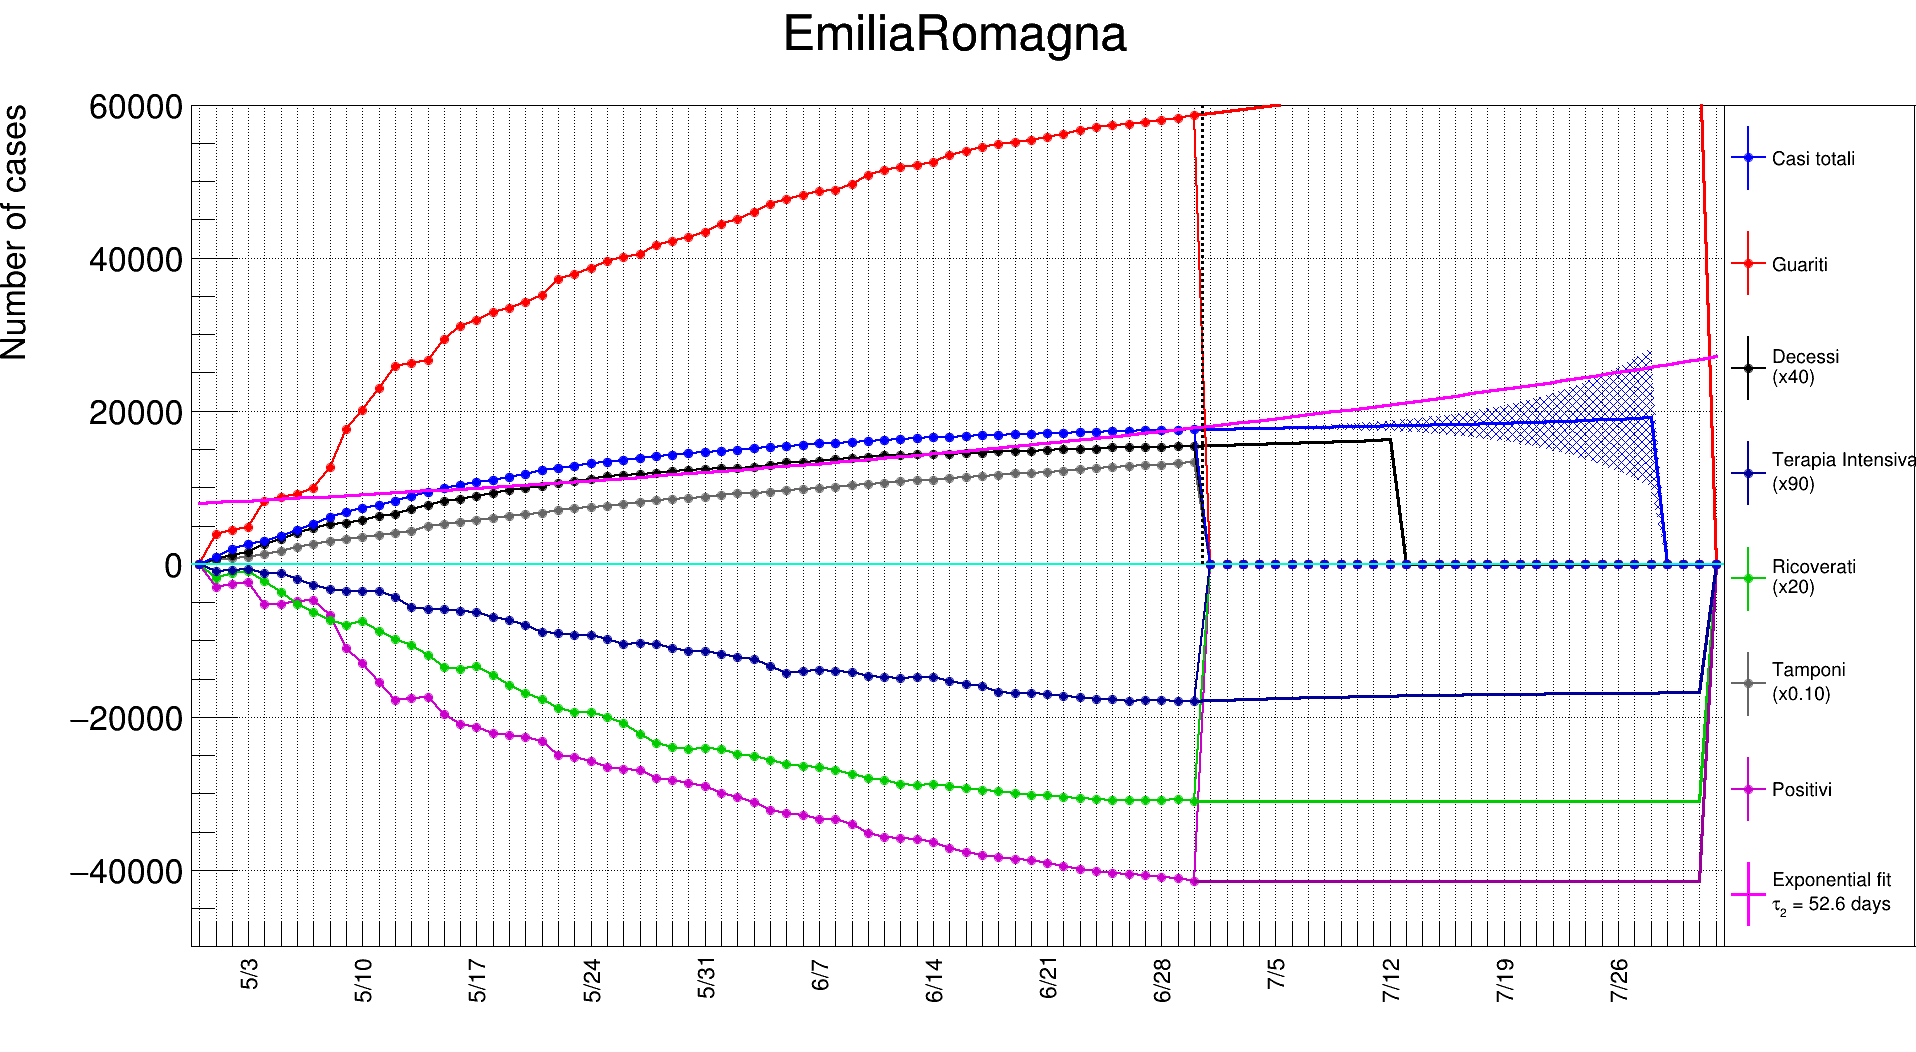 EmiliaRomagna
Number of cases
60000
40000
20000
0
−20000
−40000
5/3
5/10
5/17
5/24
5/31
6/7
6/14
6/21
6/28
7/5
7/12
7/19
7/26
Casi totali
Guariti
Decessi
(x40)
Terapia Intensiva
(x90)
Ricoverati
(x20)
Tamponi
(x0.10)
Positivi
Exponential fit
τ2 = 52.6 days